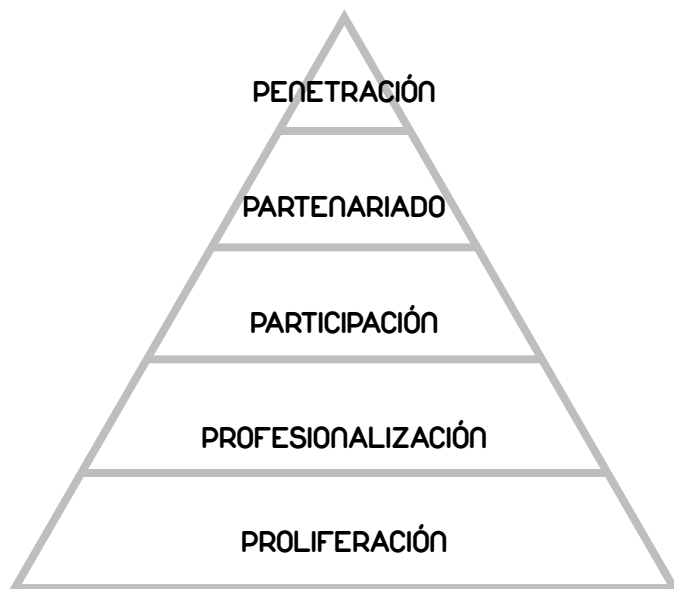 PENETRACIÓN
PARTENARIADO
PARTICIPACIÓN
PROFESIONALIZACIÓN
PROLIFERACIÓN